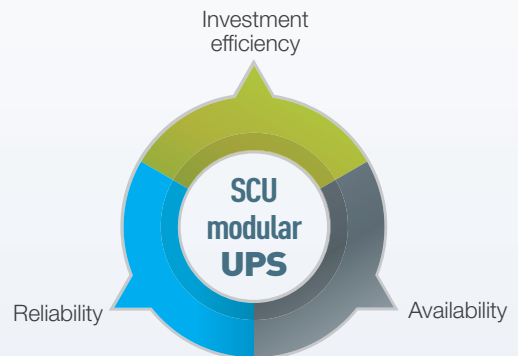 Investment
efficiency
SCU
modular
UPS
Reliability
Availability